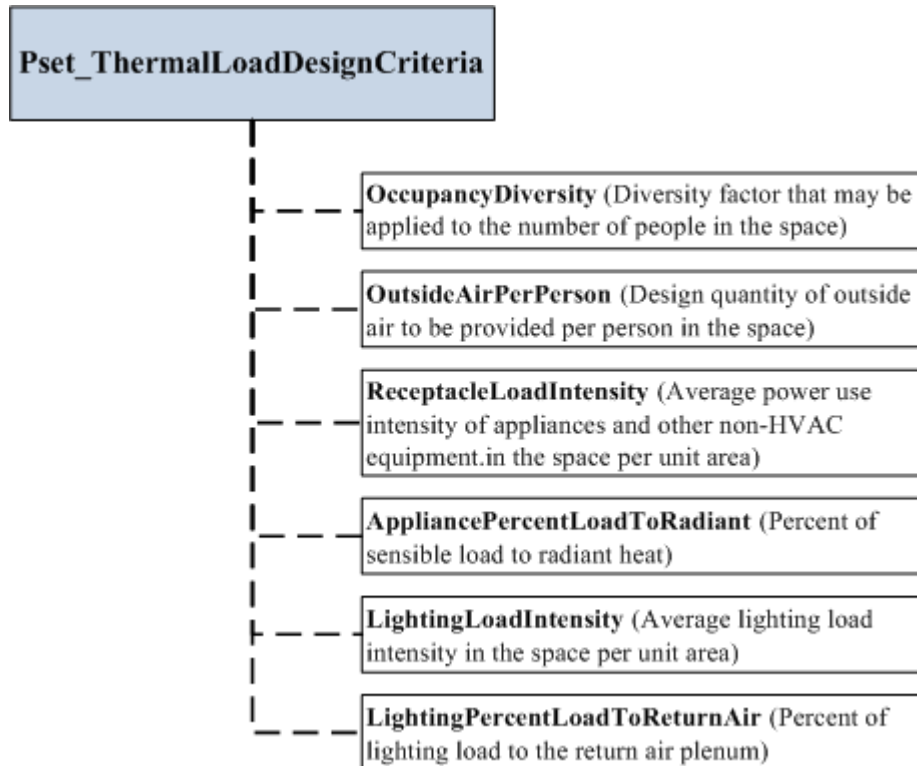 Pset_ThermalLoadDesignCriteria
OccupancyDiversity (Diversity factor that may be
applied to the number of people in the space)
OutsideAirPerPerson (Design quantity of outside
air to be provided per person in the space)
ReceptacleLoadIntensity (Average power use
intensity of appliances and other non-HVAC
equipment.in the space per unit area)
AppliancePercentLoadToRadiant (Percent of
sensible load to radiant heat)
LightingLoadIntensity (Average lighting load
intensity in the space per unit area)
LightingPercentLoadToReturnAir (Percent of
lighting load to the return air plenum)